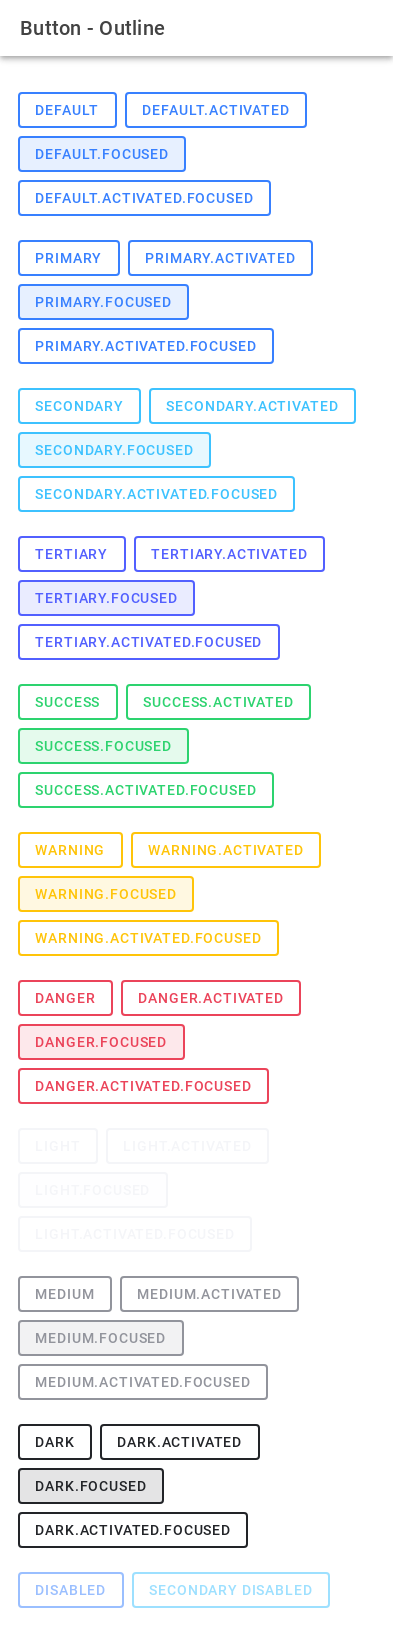 Button - Outline
DEFAULT DEFAULT.ACTIVATED
DEFAULT.FOCUSED
DEFAULT.ACTIVATED.FOCUSED
PRIMARY PRIMARY.ACTIVATED
PRIMARY.FOCUSED
PRIMARY.ACTIVATED.FOCUSED
SECONDARY SECONDARY.ACTIVATED
SECONDARY.FOCUSED
SECONDARY.ACTIVATED.FOCUSED
TERTIARY TERTIARY.ACTIVATED
TERTIARY.FOCUSED
TERTIARY.ACTIVATED.FOCUSED
SUCCESS SUCCESS.ACTIVATED
SUCCESS.FOCUSED
SUCCESS.ACTIVATED.FOCUSED
WARNING WARNING.ACTIVATED
WARNING.FOCUSED
WARNING.ACTIVATED.FOCUSED
DANGER DANGER.ACTIVATED
DANGER.FOCUSED
DANGER.ACTIVATED.FOCUSED
LIGHT LIGHT.ACTIVATED
LIGHT.FOCUSED
LIGHT.ACTIVATED.FOCUSED
MEDIUM MEDIUM.ACTIVATED
MEDIUM.FOCUSED
MEDIUM.ACTIVATED.FOCUSED
DARK DARK.ACTIVATED
DARK.FOCUSED
DARK.ACTIVATED.FOCUSED
DISABLED SECONDARY DISABLED